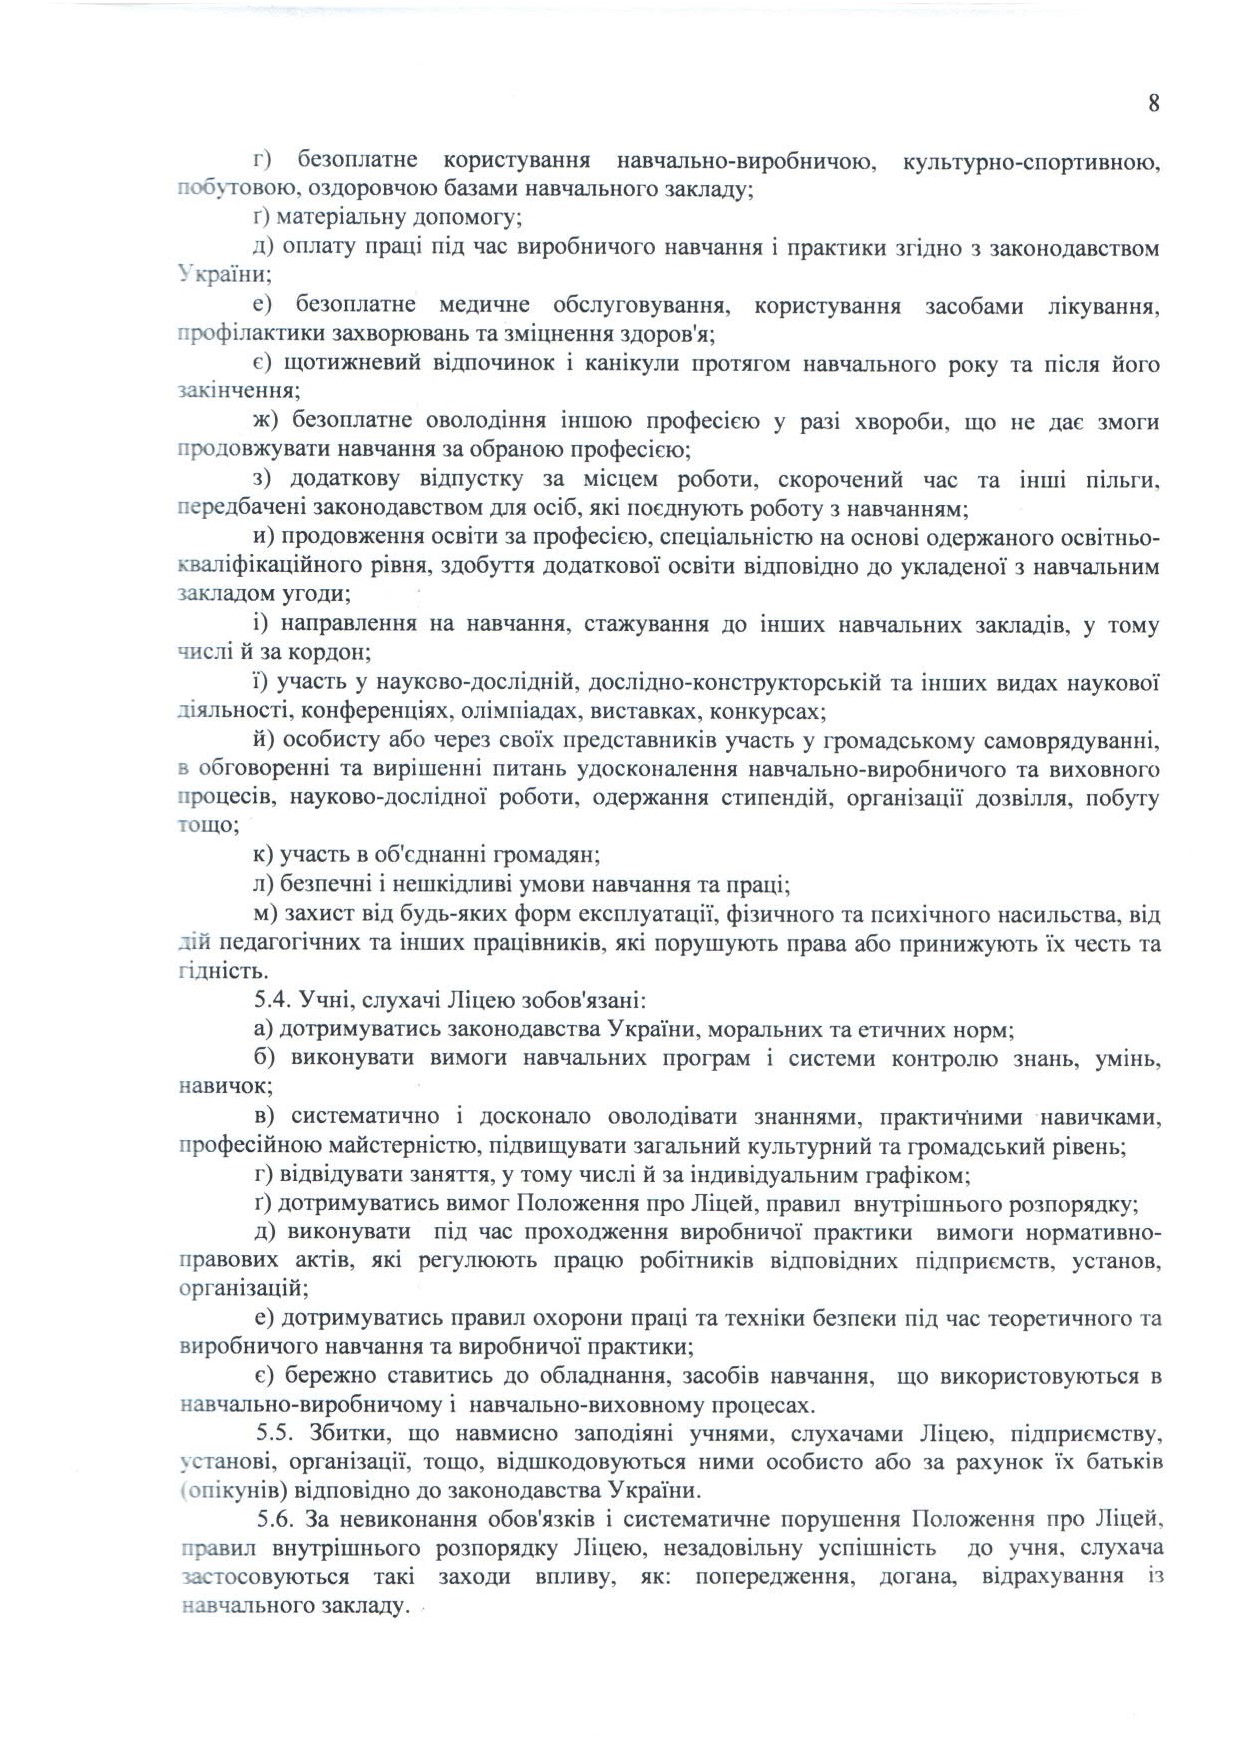 8
г) безоплатне користування навчально-виробничою, культурно-спортивною,
побутовою, оздоровчою базами навчального закладу;
ґ) матеріальну допомогу;
д) оплату праці під час виробничого навчання і практики згідно з законодавством
України;
е) безоплатне медичне обслуговування, користування засобами лікування,
профілактики захворювань та зміцнення здоров'я;
є) щотижневий відпочинок і канікули протягом навчального року та після його
закінчення;
ж) безоплатне оволодіння іншою професією у разі хвороби, що не дає змоги
продовжувати навчання за обраною професією;
з) додаткову відпустку за місцем роботи, скорочений час та інші пільги,
передбачені законодавством для осіб, які поєднують роботу з навчанням;
и) продовження освіти за професією, спеціальністю на основі одержаного освітньо-
кваліфікаційного рівня, здобуття додаткової освіти відповідно до укладеної з навчальним
закладом угоди;
і) направлення на навчання, стажування до інших навчальних закладів, у тому
числі й за кордон;
ї) участь у науково-дослідній, дослідно-конструкторській та інших видах наукової
діяльності, конференціях, олімпіадах, виставках, конкурсах;
й) особисту або через своїх представників участь у громадському самоврядуванні,
в обговоренні та вирішенні питань удосконалення навчально-виробничого та виховного
процесів, науково-дослідної роботи, одержання стипендій, організації дозвілля, побуту
тощо;
к) участь в об'єднанні громадян;
л) безпечні і нешкідливі умови навчання та праці;
м) захист від будь-яких форм експлуатації, фізичного та психічного насильства, від
дій педагогічних та інших працівників, які порушують права або принижують їх честь та
гідність.
5.4. Учні, слухачі Ліцею зобов'язані:
а) дотримуватись законодавства України, моральних та етичних норм;
б) виконувати вимоги навчальних програм і системи контролю знань, умінь,
навичок;
в) систематично і досконало оволодівати знаннями, практичними навичками,
професійною майстерністю, підвищувати загальний культурний та громадський рівень;
г) відвідувати заняття, у тому числі й за індивідуальним графіком;
ґ) дотримуватись вимог Положення про Ліцей, правил внутрішнього розпорядку;
д) виконувати під час проходження виробничої практики вимоги нормативно-
правових актів, які регулюють працю робітників відповідних підприємств, установ,
організацій;
е) дотримуватись правил охорони праці та техніки безпеки під час теоретичного та
виробничого навчання та виробничої практики;
є) бережно ставитись до обладнання, засобів навчання, що використовуються в
навчально-виробничому і навчально-виховному процесах.
5.5. Збитки, що навмисно заподіяні учнями, слухачами Ліцею, підприємству,
установі, організації, тощо, відшкодовуються ними особисто або за рахунок їх батьків
(опікунів) відповідно до законодавства України.
5.6. За невиконання обов'язків і систематичне порушення Положення про Ліцей,
правил внутрішнього розпорядку Ліцею, незадовільну успішність до учня, слухача
застосовуються такі заходи впливу, як: попередження, догана, відрахування із
навчального закладу.